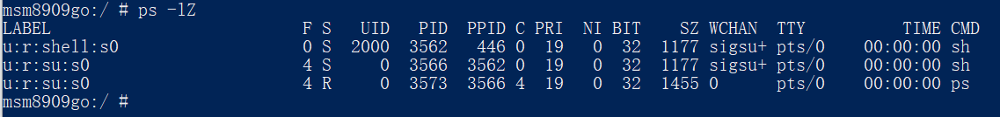 msm8909go:/ # ps -lZ
LABEL F S UID PID PPID C PRI NI BIT SZ WCHAN TTY TIME CMD
u:r:shell:s0 0 S 2000 3562 446 0 19 0 32 1177 sigsu+ pts/0 00:00:00 sh
u:r:su:s0 4 S 0 3566 3562 0 19 0 32 1177 sigsu+ pts/0 00:00:00 sh
u:r:su:s0 4 R 0 3573 3566 4 19 0 32 1455 0 pts/0 00:00:00 ps
msm8909go:/ #